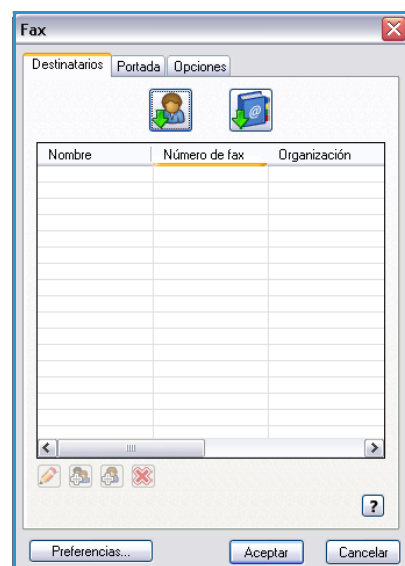 Fax
Destinatarios Portada Opciones
Nombre Número de fax Organización
?
Preferencias... Aceptar Cancelar